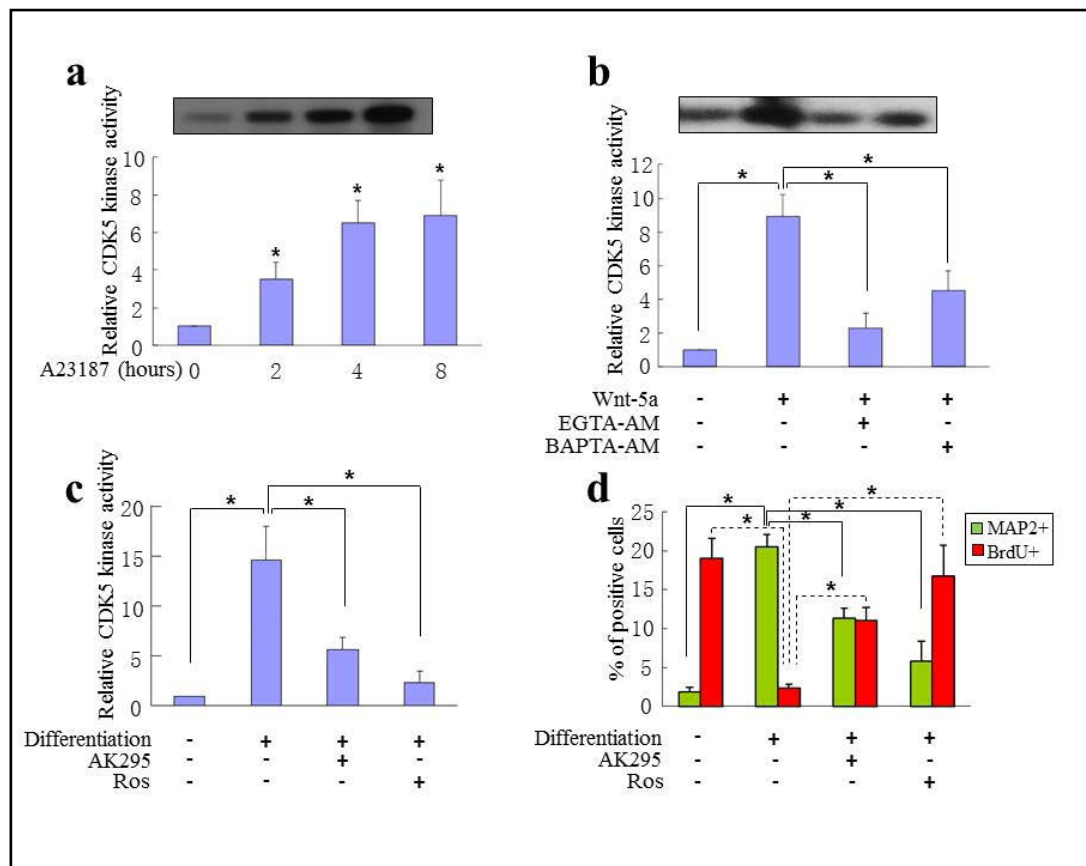 a
Relative CDK5 kinase activity
10
8
6
4
2
0
* * *
A23187 (hours) 0 2 4 8
b
Relative CDK5 kinase activity
12
10
8
6
4
2
0
* * *
Wnt-5a - + + +
EGTA-AM - - + -
BAPTA-AM - - - +
c
Relative CDK5 kinase activity
20
15
10
5
0
* * *
Differentiation - + + +
AK295 - - + -
Ros - - - +
d
% of positive cells
25
20
15
10
5
0
* * * * * *
MAP2+
BrdU+
Differentiation - + + +
AK295 - - + -
Ros - - - +